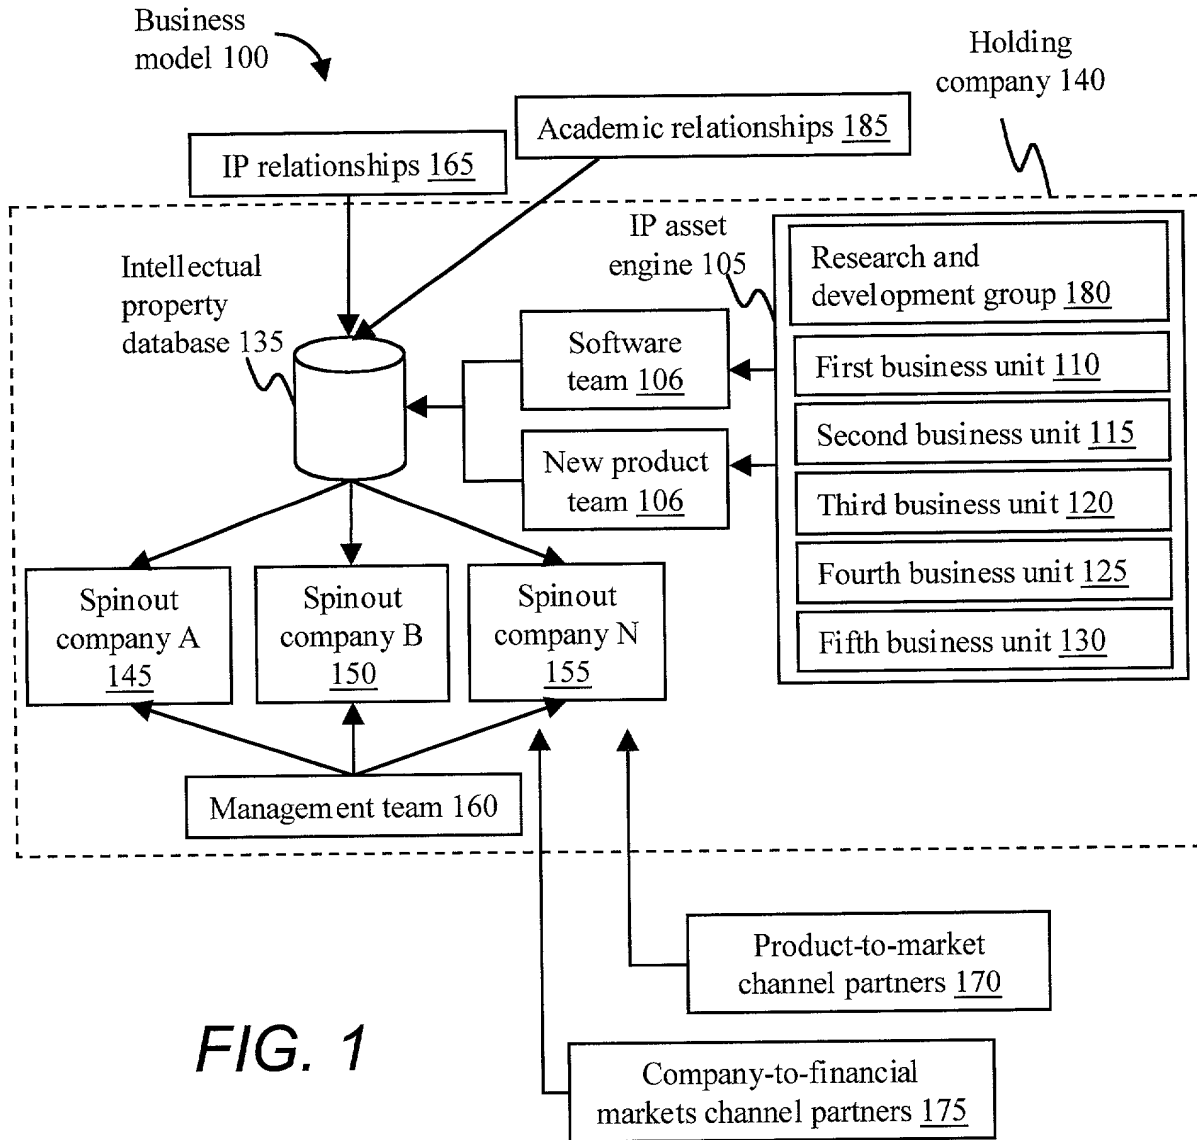 Business
model 100
Holding
company 140
Academic relationships 185
IP relationships 165
IP asset
engine 105
Research and
development group 180
Intellectual
property
database 135
Software
team 106
First business unit 110
Second business unit 115
New product
team 106
Third business unit 120
Fourth business unit 125
Fifth business unit 130
Spinout
company A
145
Spinout
company B
150
Spinout
company N
155
Management team 160
Product-to-market
channel partners 170
FIG. 1
Company-to-financial
markets channel partners 175